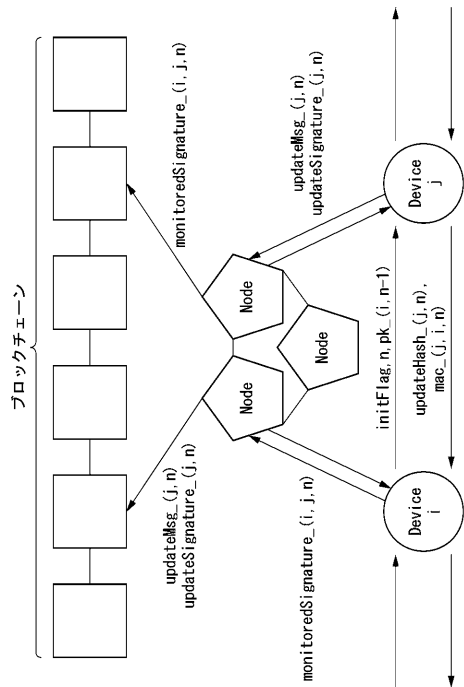 ブロックチェーン
updateMsg_(j,n)
updateSignature_(j,n)
monitoredSignature_(i,j,n)
Node
Node
Node
monitoredSignature_(i,j,n)
updateMsg_(j,n)
updateSignature_(j,n)
initFlag,n,pk_(i,n-1)
Device
i
Device
j
updateHash_(j,n),
mac_(j,i,n)